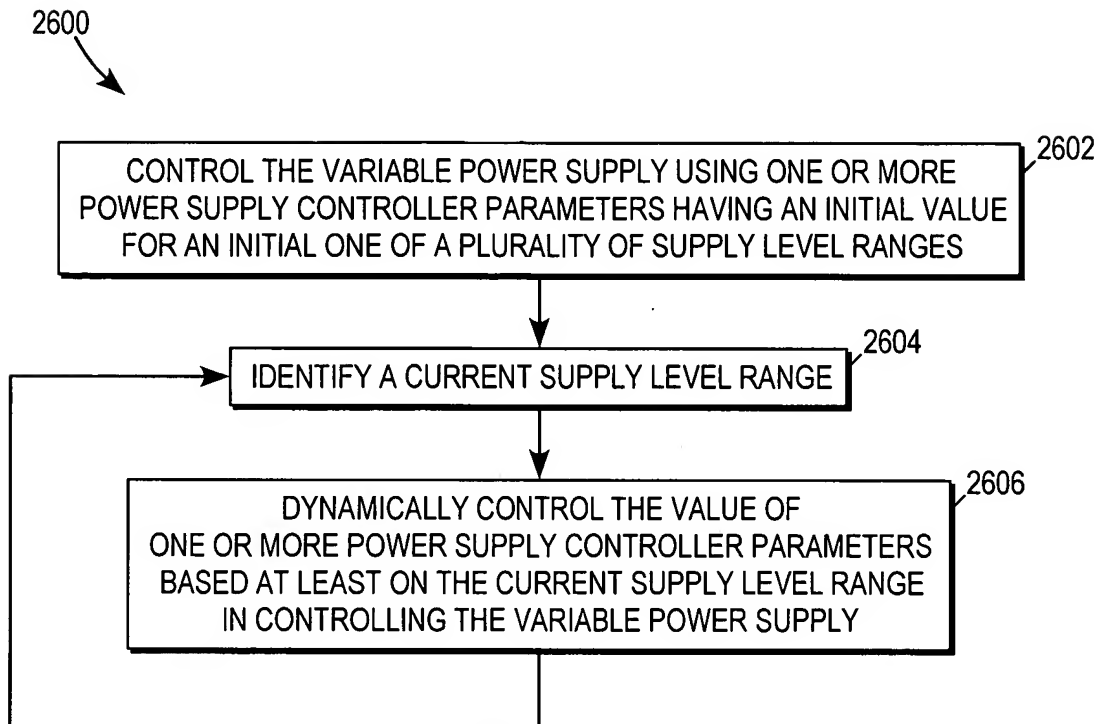 2600
2602
CONTROL THE VARIABLE POWER SUPPLY USING ONE OR MORE
POWER SUPPLY CONTROLLER PARAMETERS HAVING AN INITIAL VALUE
FOR AN INITIAL ONE OF A PLURALITY OF SUPPLY LEVEL RANGES
2604
IDENTIFY A CURRENT SUPPLY LEVEL RANGE
2606
DYNAMICALLY CONTROL THE VALUE OF
ONE OR MORE POWER SUPPLY CONTROLLER PARAMETERS
BASED AT LEAST ON THE CURRENT SUPPLY LEVEL RANGE
IN CONTROLLING THE VARIABLE POWER SUPPLY